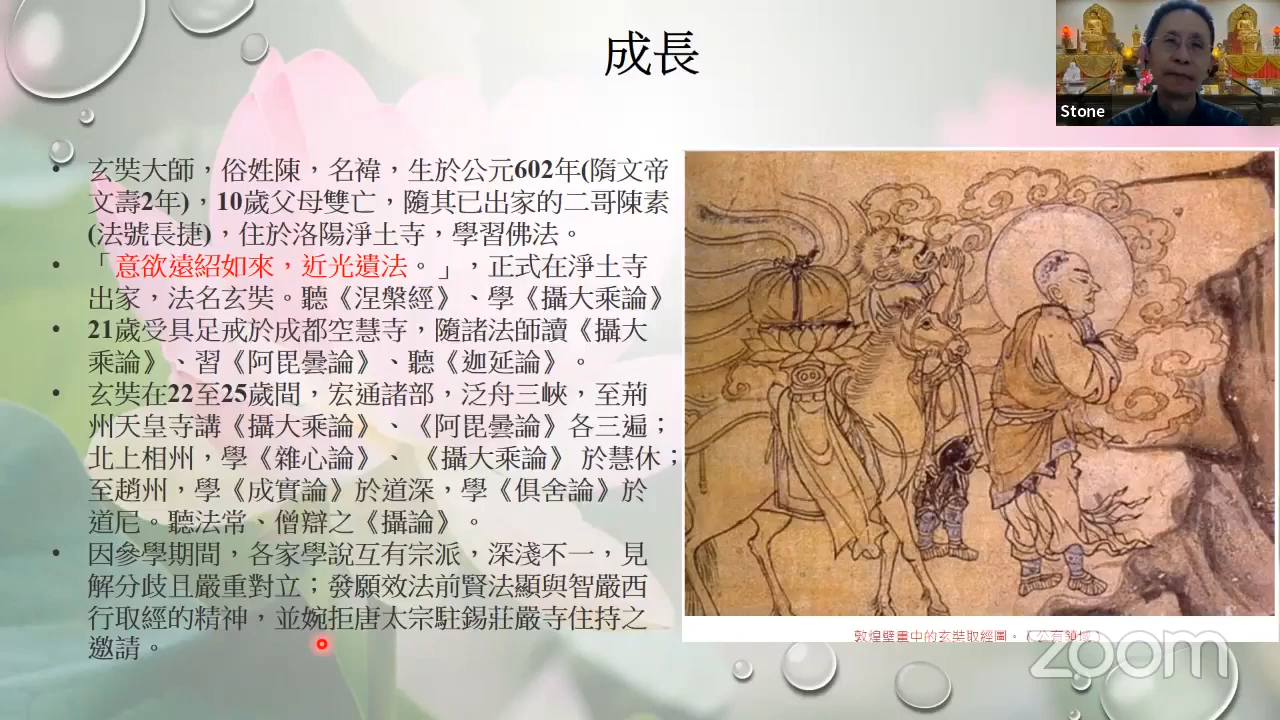 成長
Stone
玄奘大師，俗姓陳，名褘，生於公元602年(隋文帝
文壽2年)，10歲父母雙亡，隨其已出家的二哥陳素
(法號長捷)，住於洛陽淨土寺，學習佛法。
「意欲遠紹如來，近光遺法。」，正式在淨土寺
出家，法名玄奘。聽《涅槃經》、學《攝大乘論》
21歲受具足戒於成都空慧寺，隨諸法師讀《攝大
乘論》、習《阿毘曇論》、聽《迦延論》。
玄奘在22至25歲間，宏通諸部，泛舟三峽，至荊
州天皇寺講《攝大乘論》、《阿毘曇論》各三遍；
北上相州，學《雜心論》、《攝大乘論》於慧休；
至趙州，學《成實論》於道深，學《俱舍論》於
道尼。聽法常、僧辯之《攝論》。
因參學期間，各家學說互有宗派，深淺不一，見
解分歧且嚴重對立；發願效法前賢法顯與智嚴西
行取經的精神，並婉拒唐太宗駐錫莊嚴寺住持之
邀請。
敦煌壁畫中的玄奘取經圖。（公有領域）
zoom